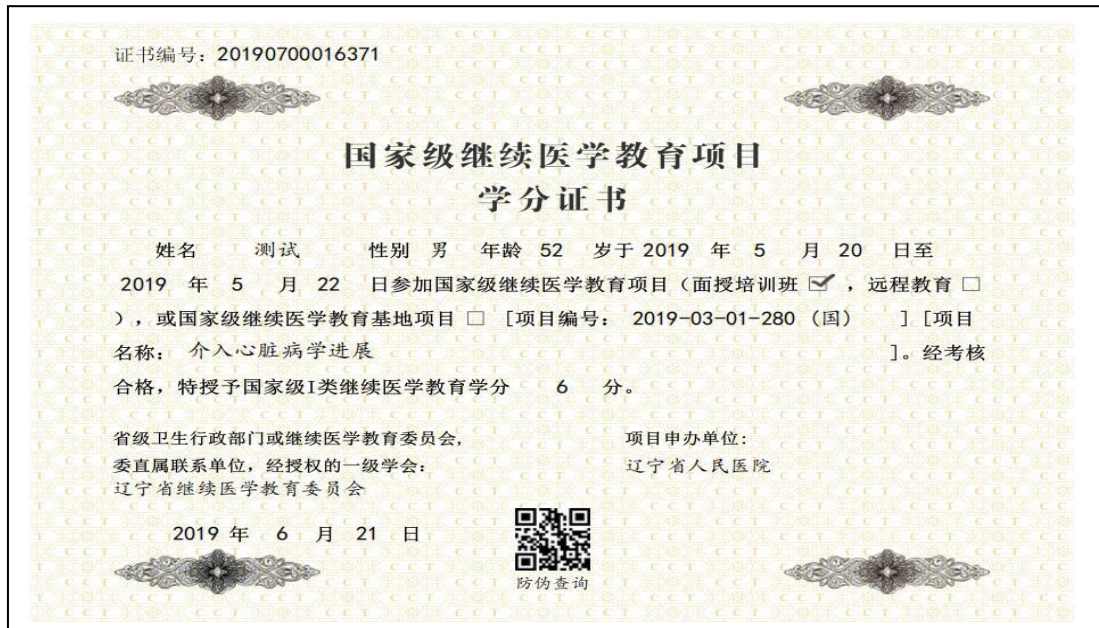 证书编号：20190700016371
国家级继续医学教育项目
学分证书
姓名 测试 性别 男 年龄 52 岁于 2019 年 5 月 20 日至
2019 年 5 月 22 日参加国家级继续医学教育项目（面授培训班 ☑ ，远程教育 □
），或国家级继续医学教育基地项目 □ [项目编号： 2019-03-01-280 （国） ] [项目
名称： 介入心脏病学进展 ]。经考核
合格，特授予国家级I类继续医学教育学分 6 分。
省级卫生行政部门或继续医学教育委员会,
委直属联系单位，经授权的一级学会：
辽宁省继续医学教育委员会
项目申办单位:
辽宁省人民医院
2019 年 6 月 21 日
防伪查询